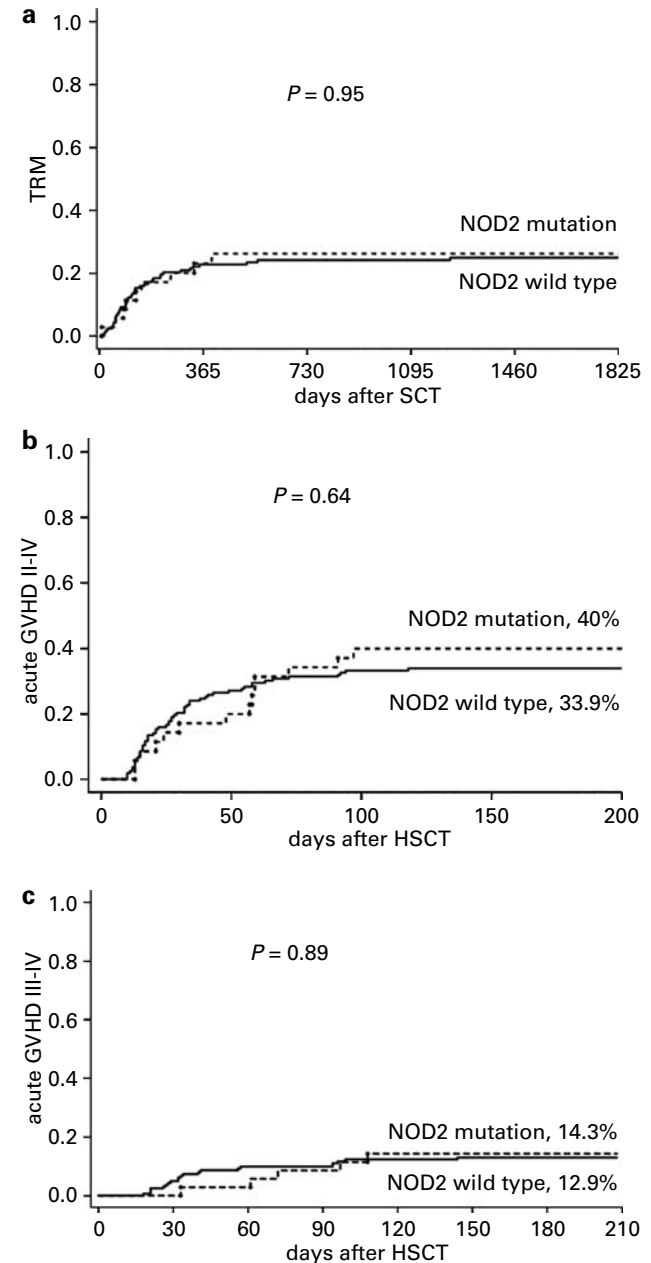 a
1.0
0.8
P = 0.95
0.6
TRM
0.4
NOD2 mutation
0.2
NOD2 wild type
0.0
0 365 730 1095 1460 1825
days after SCT
b
1.0
P = 0.64
0.8
acute GVHD II-IV
0.6
NOD2 mutation, 40%
0.4
NOD2 wild type, 33.9%
0.2
0.0
0 50 100 150 200
days after HSCT
c
1.0
P = 0.89
0.8
acute GVHD III-IV
0.6
0.4
0.2
NOD2 mutation, 14.3%
NOD2 wild type, 12.9%
0.0
0 30 60 90 120 150 180 210
days after HSCT